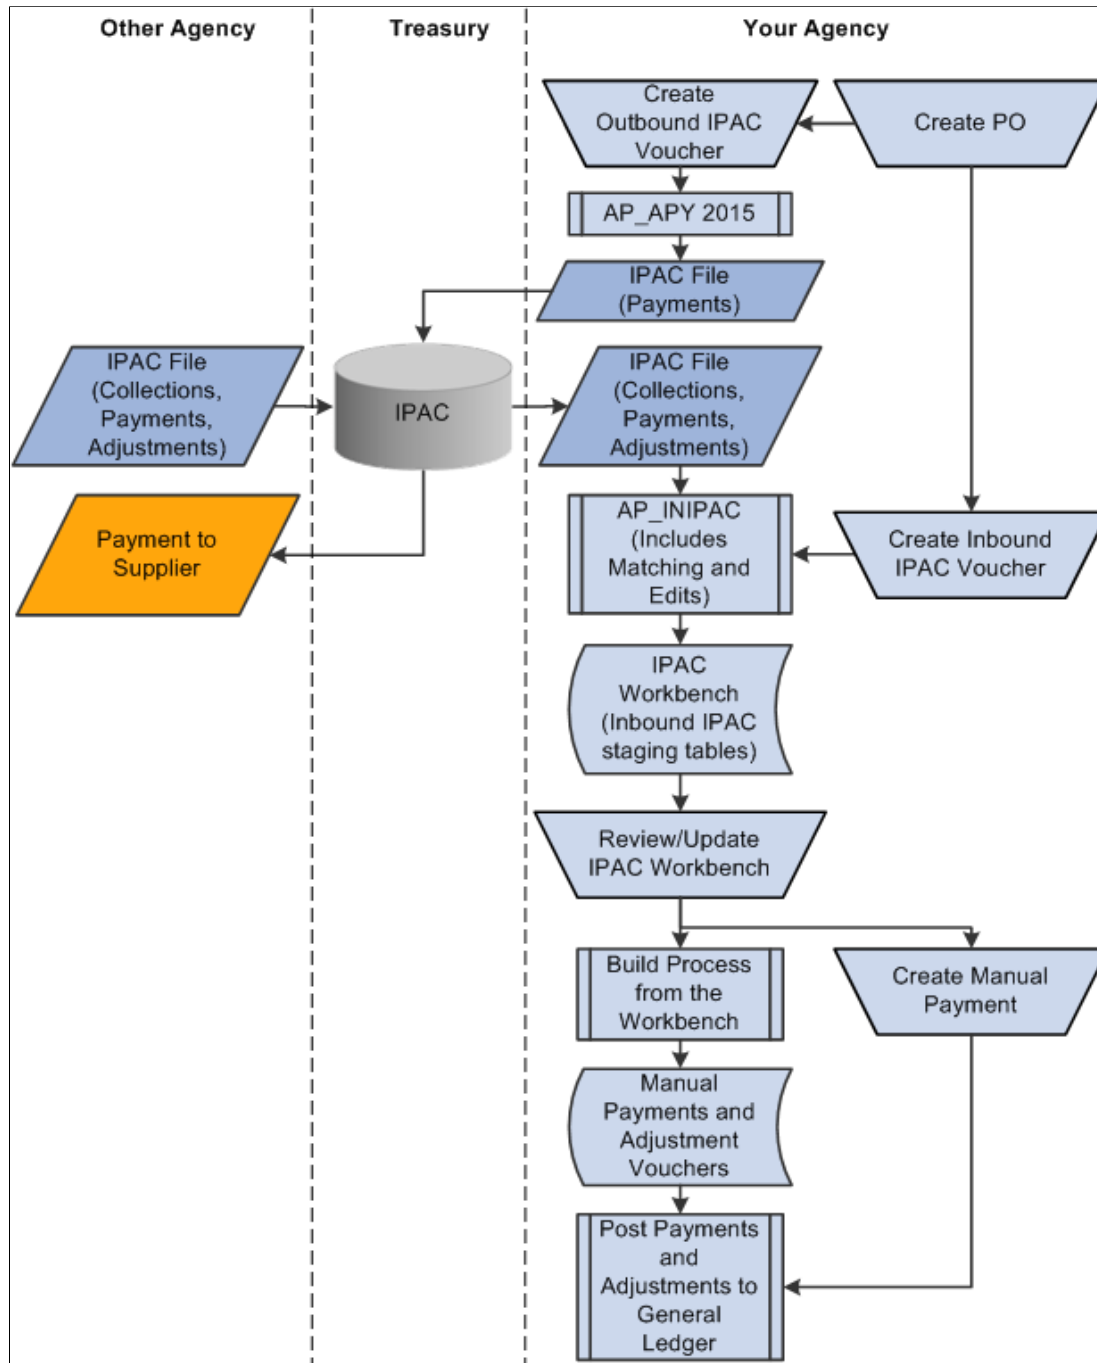 Other Agency
Treasury
Your Agency
Create
Outbound IPAC
Voucher
Create PO
AP_APY 2015
IPAC File
(Payments)
IPAC File
(Collections,
Payments,
Adjustments)
IPAC
IPAC File
(Collections,
Payments,
Adjustments)
Payment to
Supplier
AP_INIPAC
(Includes
Matching and
Edits)
Create Inbound
IPAC Voucher
IPAC
Workbench
(Inbound IPAC
staging tables)
Review/Update
IPAC Workbench
Build Process
from the
Workbench
Create Manual
Payment
Manual
Payments and
Adjustment
Vouchers
Post Payments
and
Adjustments to
General
Ledger